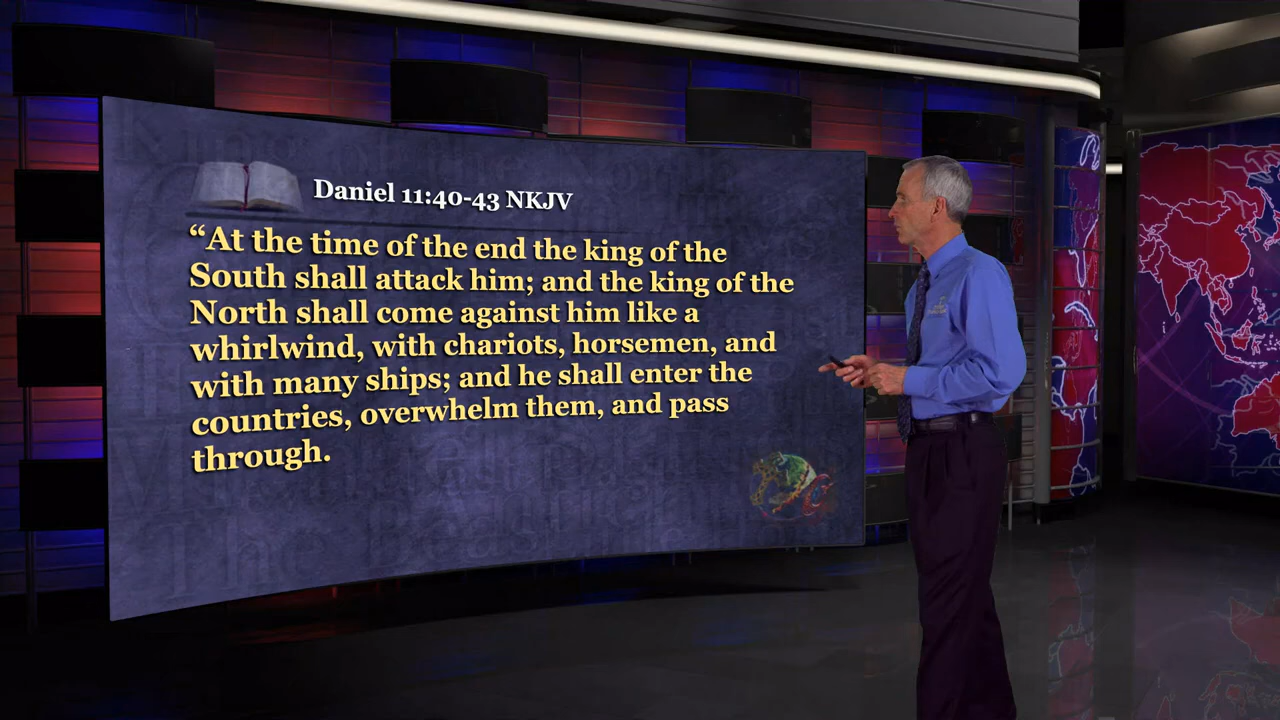 Daniel 11:40-43 NKJV
“At the time of the end the king of the
South shall attack him; and the king of the
North shall come against him like a
whirlwind, with chariots, horsemen, and
with many ships; and he shall enter the
countries, overwhelm them, and pass
through.